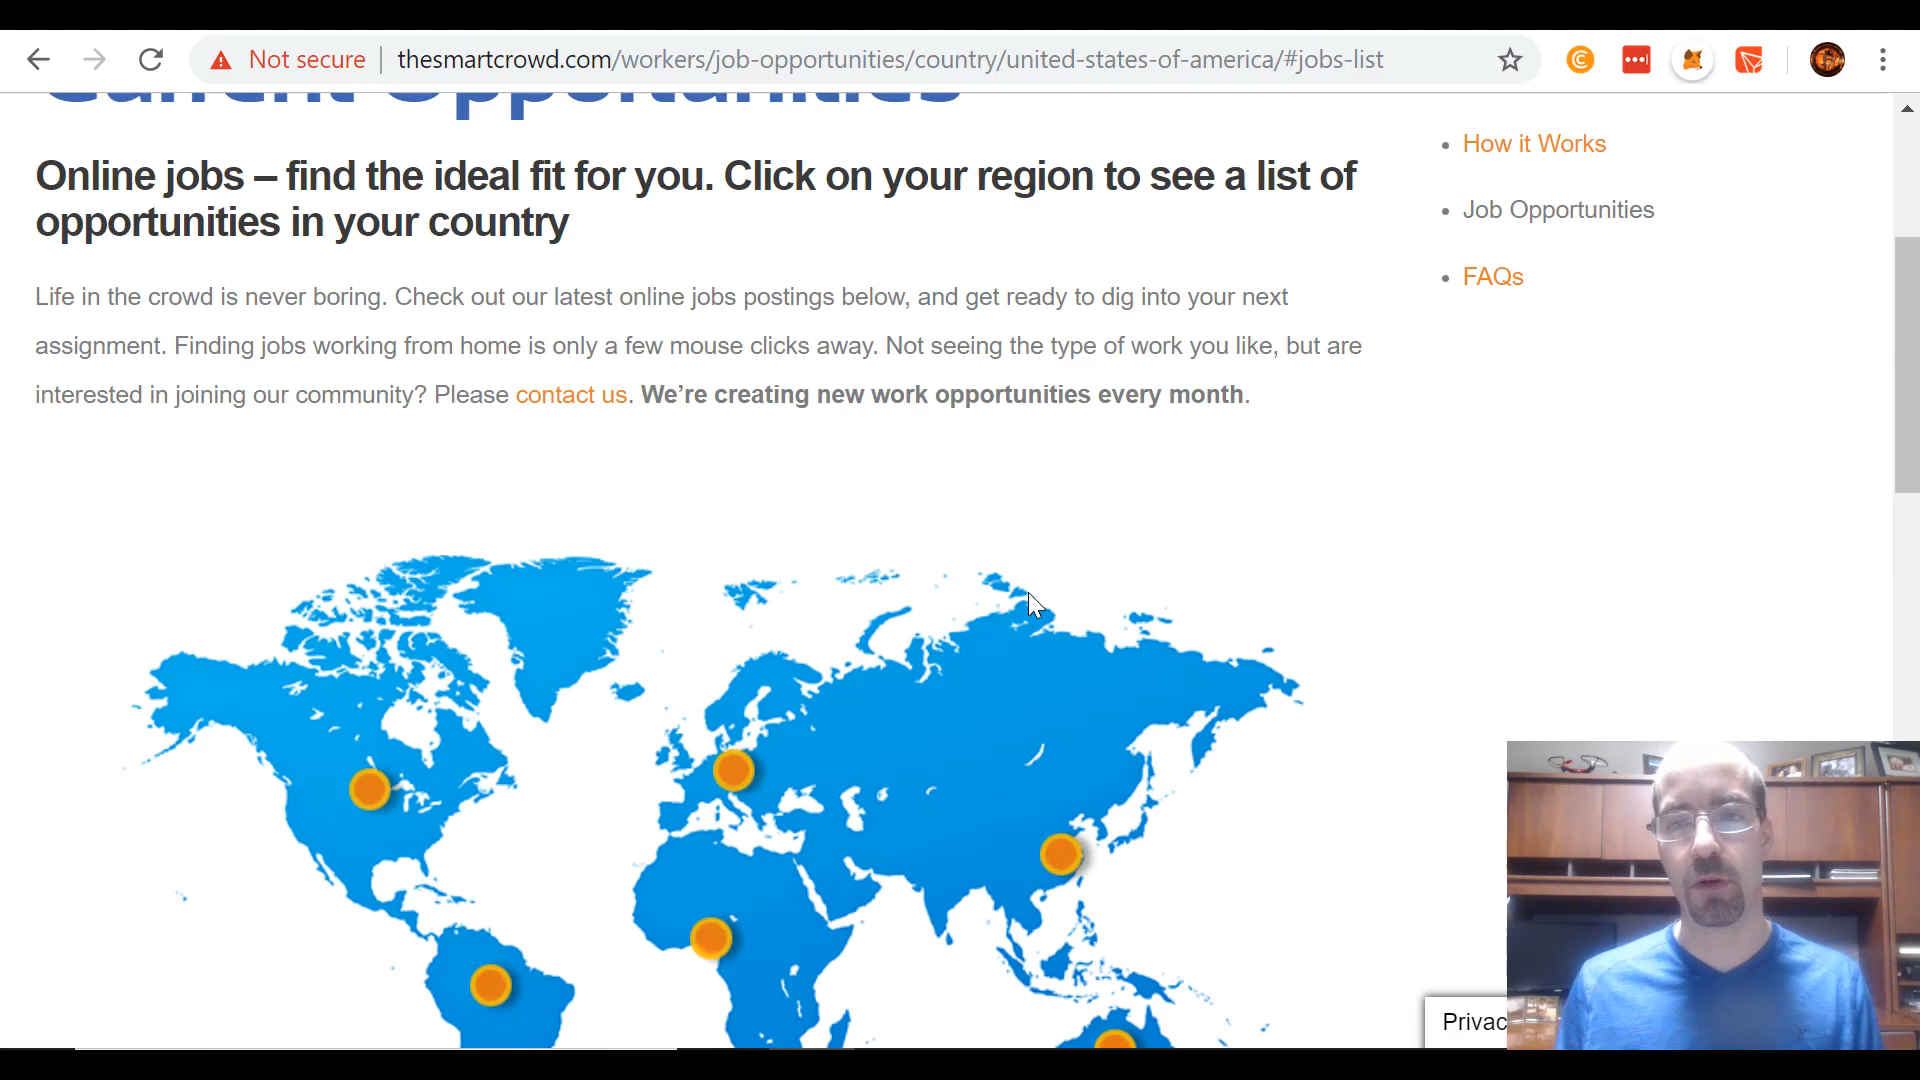 Not secure
thesmartcrowd.com/workers/job-opportunities/country/united-states-of-america/#jobs-list
Current Opportunities
Online jobs – find the ideal fit for you. Click on your region to see a list of
opportunities in your country
Life in the crowd is never boring. Check out our latest online jobs postings below, and get ready to dig into your next
assignment. Finding jobs working from home is only a few mouse clicks away. Not seeing the type of work you like, but are
interested in joining our community? Please contact us. We’re creating new work opportunities every month.
How it Works
Job Opportunities
FAQs
Privac